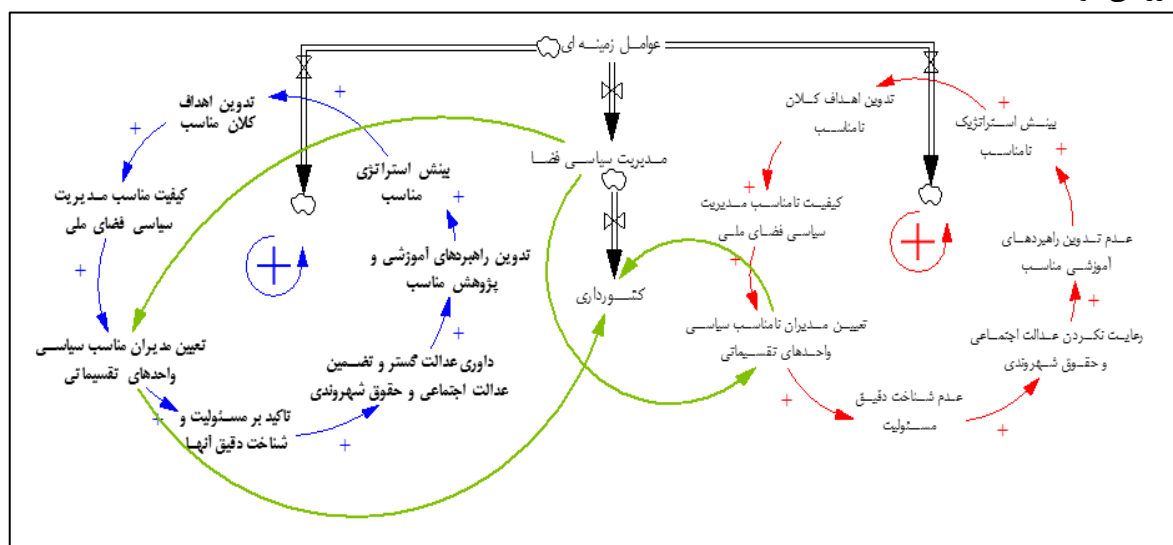 عوامل زمینه ای
مدیریت سیاسی فضا
کشورداری
تدوین اهداف
کلان مناسب
کیفیت مناسب مدیریت
سیاسی فضای ملی
تعیین مدیران مناسب سیاسی
واحدهای تقسیماتی
تاکید بر مسئولیت و
شناخت دقیق آنها
داوری عدالت گستر و تضمین
عدالت اجتماعی و حقوق شهروندی
تدوین راهبردهای آموزشی و
پژوهش مناسب
بینش استراتژی
مناسب
تدوین اهداف کلان
نامناسب
کیفیت نامناسب مدیریت
سیاسی فضای ملی
تعیین مدیران نامناسب سیاسی
واحدهای تقسیماتی
عدم شناخت دقیق
مسئولیت
رعایت نکردن عدالت اجتماعی
و حقوق شهروندی
عدم تدوین راهبردهای
آموزشی مناسب
بینش استراتژیک
نامناسب